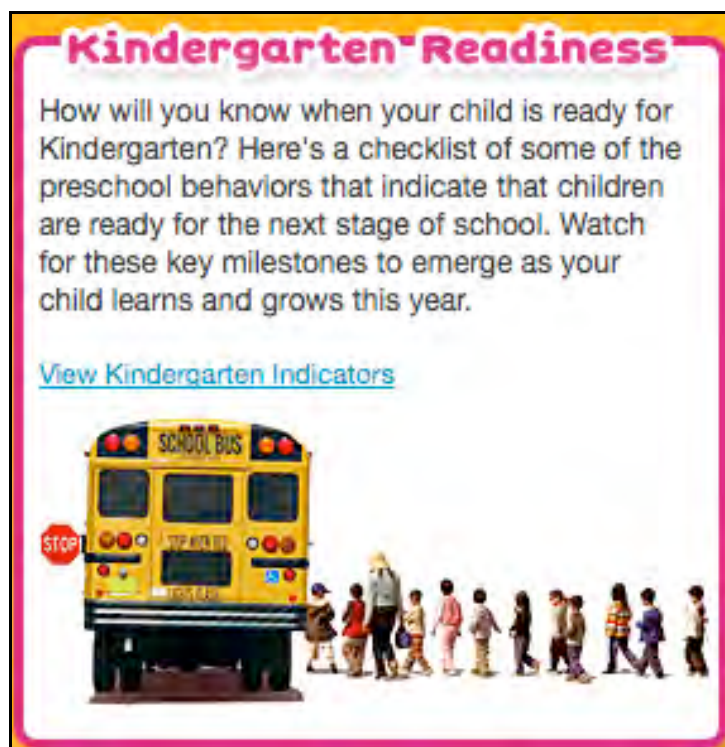 Kindergarten Readiness
How will you know when your child is ready for
Kindergarten? Here's a checklist of some of the
preschool behaviors that indicate that children
are ready for the next stage of school. Watch
for these key milestones to emerge as your
child learns and grows this year.
View Kindergarten Indicators
SCHOOL BUS
STOP